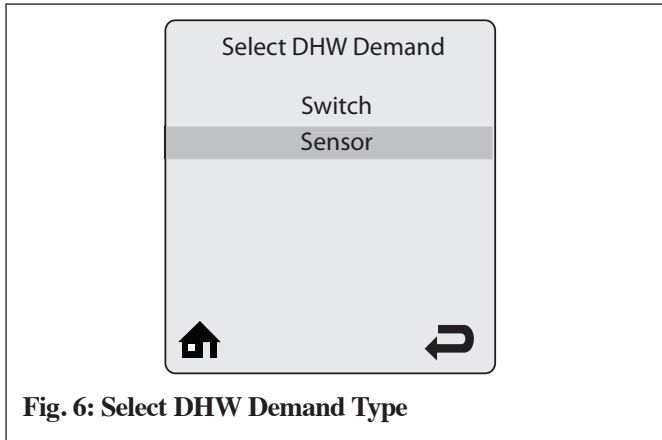 Select DHW Demand
Switch
Sensor
Fig. 6: Select DHW Demand Type